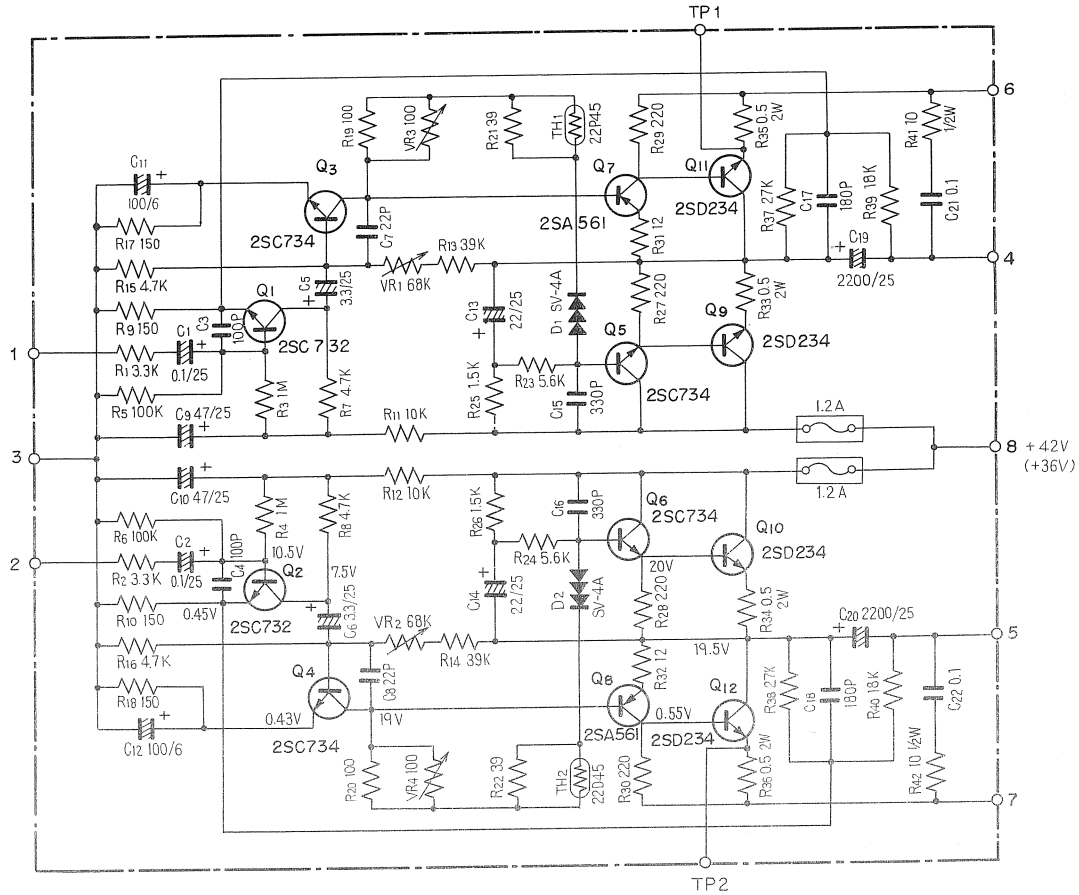 TP1
6
R19 100
VR3 100
R21 39
TH1
22P45
R29 220
R35 0.5
2W
R41 10
1/2W
C11
100/6
Q3
Q7
Q11
2SC734
C7 22P
2SA561
2SD234
R37 27K
C17
180P
R39 18K
C21 0.1
R17 150
R31 12
R15 4.7K
C5
3.3/25
VR1 68K
R13 39K
C19
2200/25
4
R9 150
C3
100P
Q1
C13
22/25
D1 SV-4A
R27 220
R33 0.5
2W
C1
1
R1 3.3K
0.1/25
2SC732
Q5
Q9
2SD234
R5 100K
R3 1M
R7 4.7K
R25 1.5K
R23 5.6K
C15
330P
2SC734
C9 47/25
R11 10K
1.2A
3
8
+42V
(+36V)
C10 47/25
R12 10K
1.2A
R6 100K
R4 1M
R8 4.7K
R26 1.5K
C16
330P
Q6
2SC734
Q10
2SD234
C2
2
R2 3.3K
0.1/25
C4
100P
10.5V
Q2
7.5V
R24 5.6K
20V
R10 150
0.45V
2SC732
C6 3.3/25
C14
22/25
D2
SV-4A
R28 220
R34 0.5
2W
VR2 68K
R14 39K
C20 2200/25
5
19.5V
R16 4.7K
R18 150
Q4
C8 22P
R32 12
Q8
Q12
R38 27K
C18
180P
R40 18K
C22 0.1
0.43V
19V
0.55V
C12 100/6
2SC734
2SA561
2SD234
R20 100
VR4 100
R22 39
TH2
22D45
R30 220
R36 0.5 2W
R42 10 1/2W
7
TP2